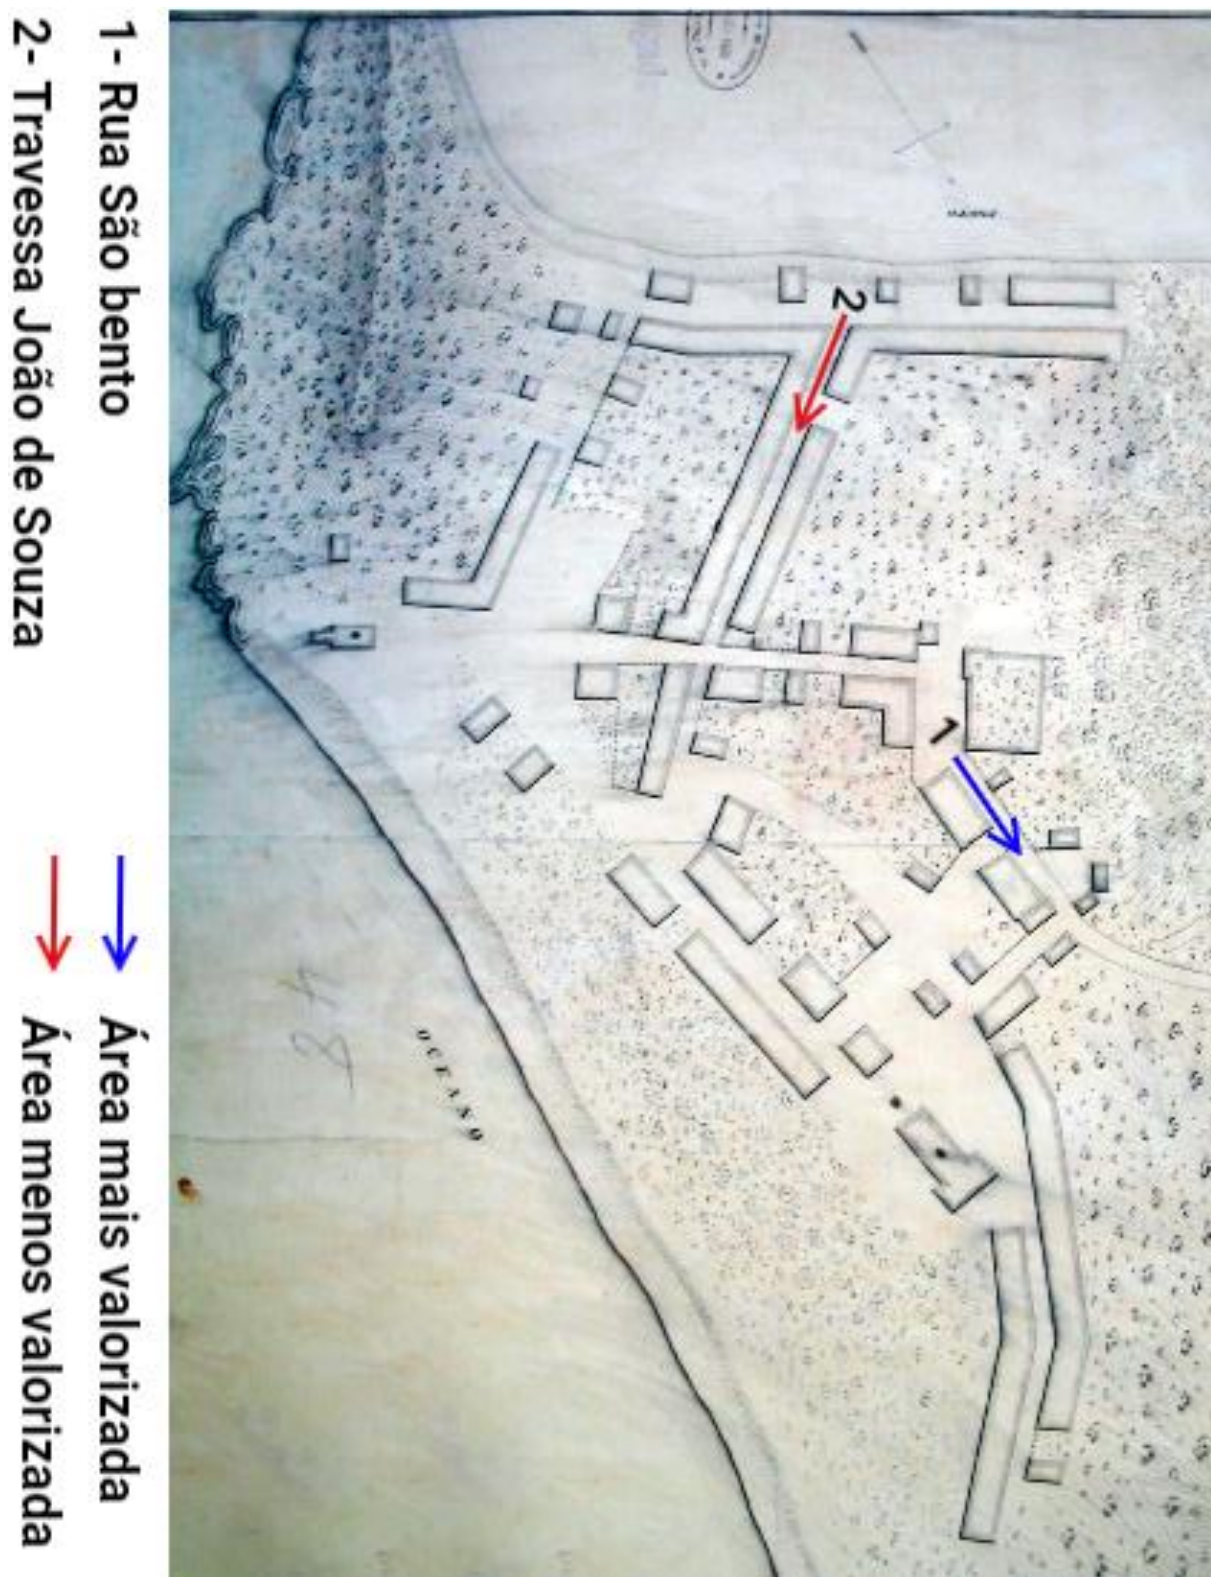 1- Rua São bento
2- Travessa João de Souza
Área mais valorizada
Área menos valorizada
2
1
OCEANO